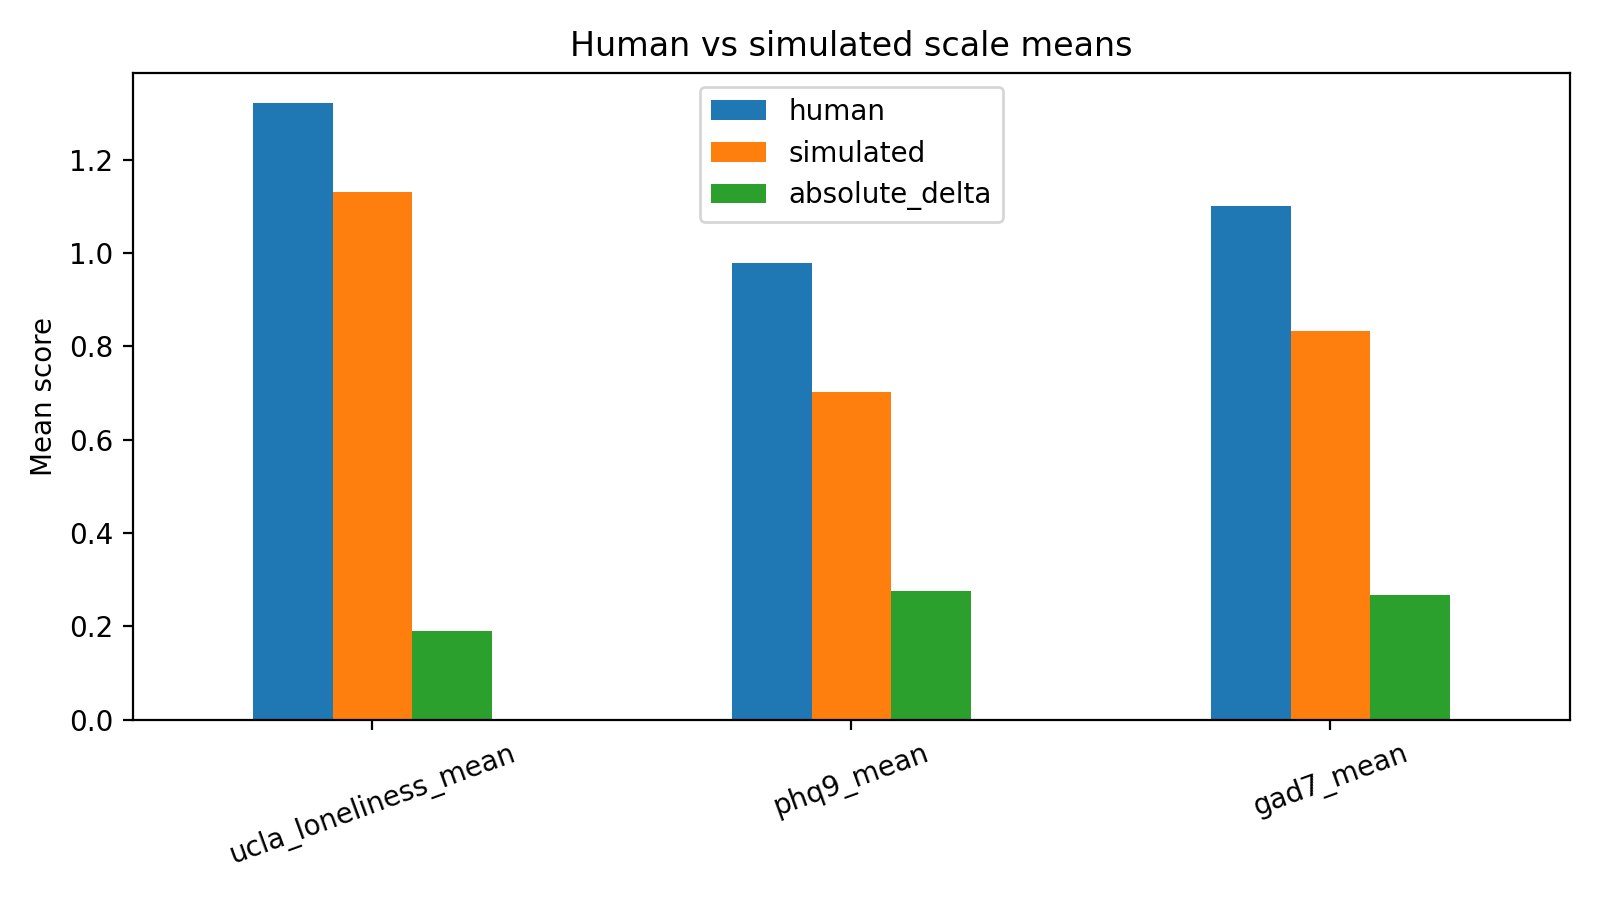 Human vs simulated scale means
human
simulated
absolute_delta
Mean score
1.2
1.0
0.8
0.6
0.4
0.2
0.0
ucla_loneliness_mean
phq9_mean
gad7_mean